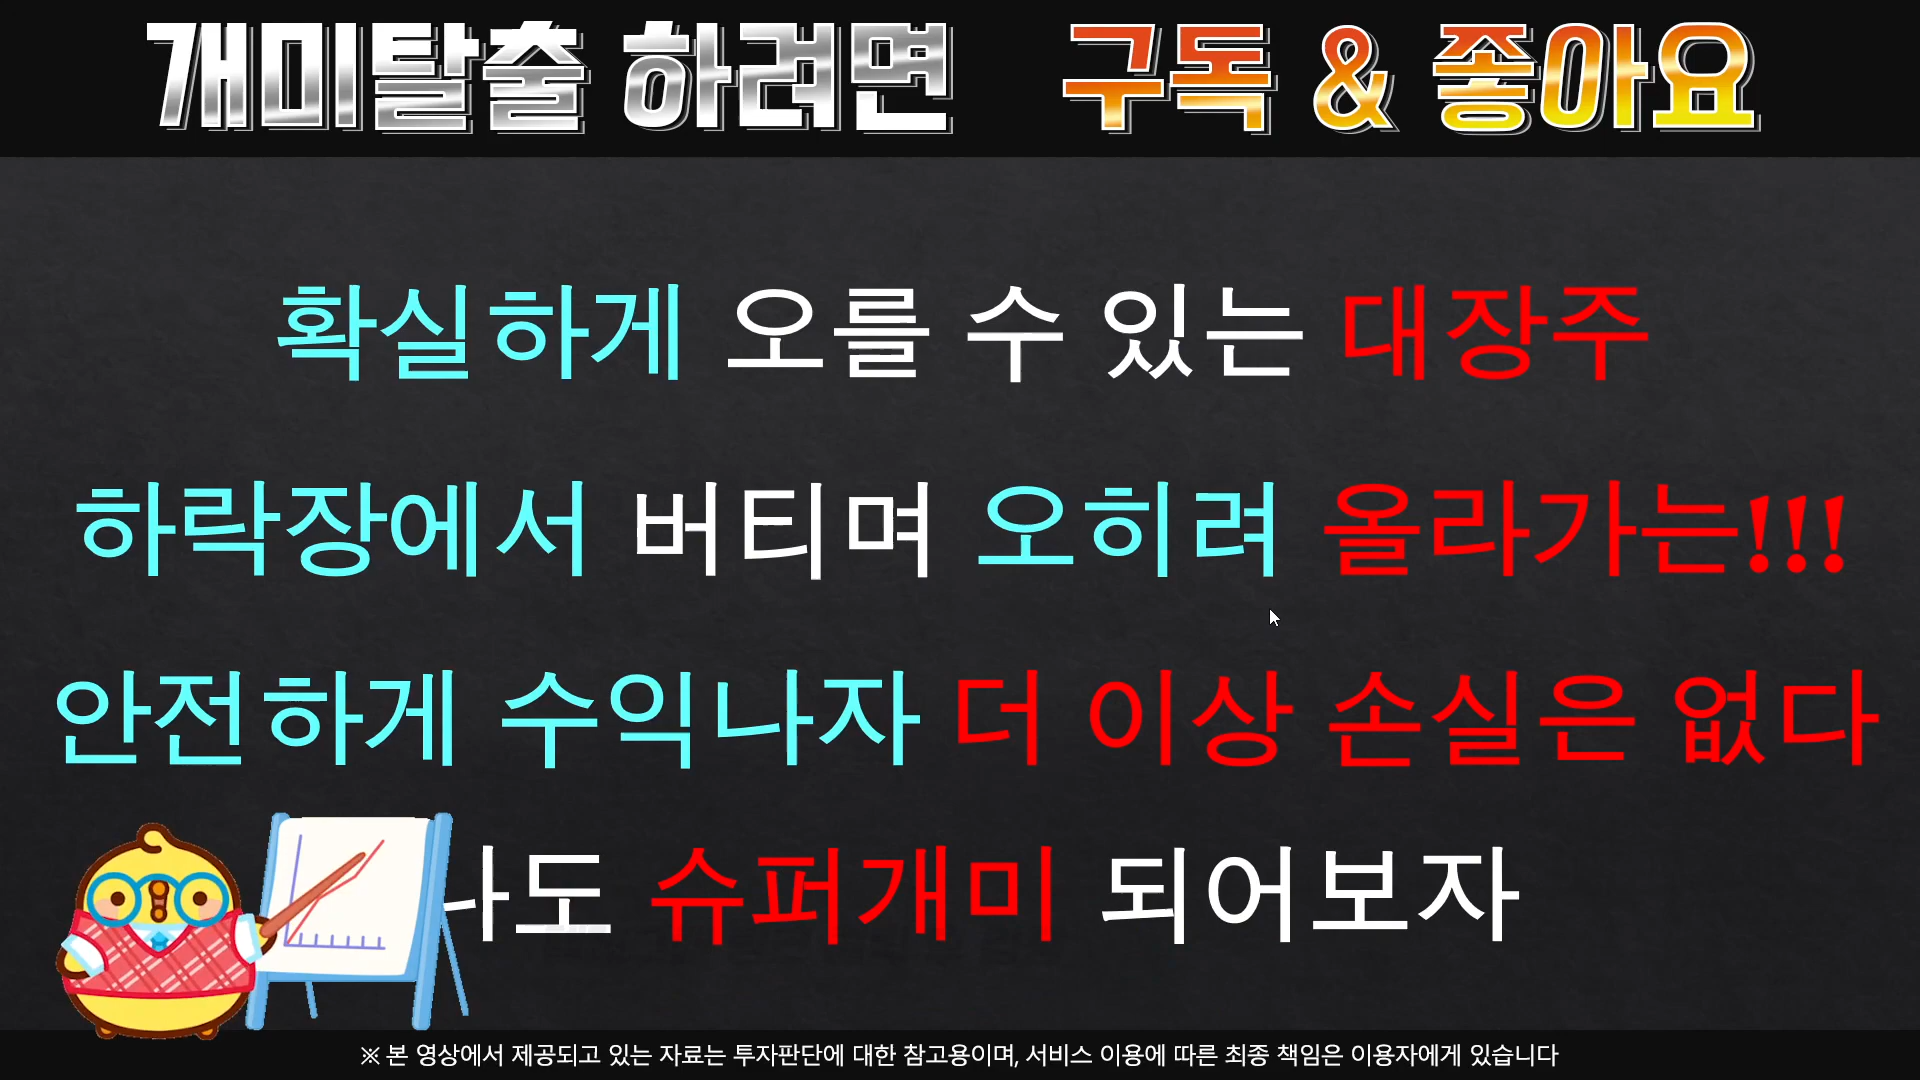 개미탈출 하려면 구독 & 좋아요
확실하게 오를 수 있는 대장주
하락장에서 버티며 오히려 올라가는!!!
안전하게 수익나자 더 이상 손실은 없다
나도 슈퍼개미 되어보자
※ 본 영상에서 제공되고 있는 자료는 투자판단에 대한 참고용이며, 서비스 이용에 따른 최종 책임은 이용자에게 있습니다